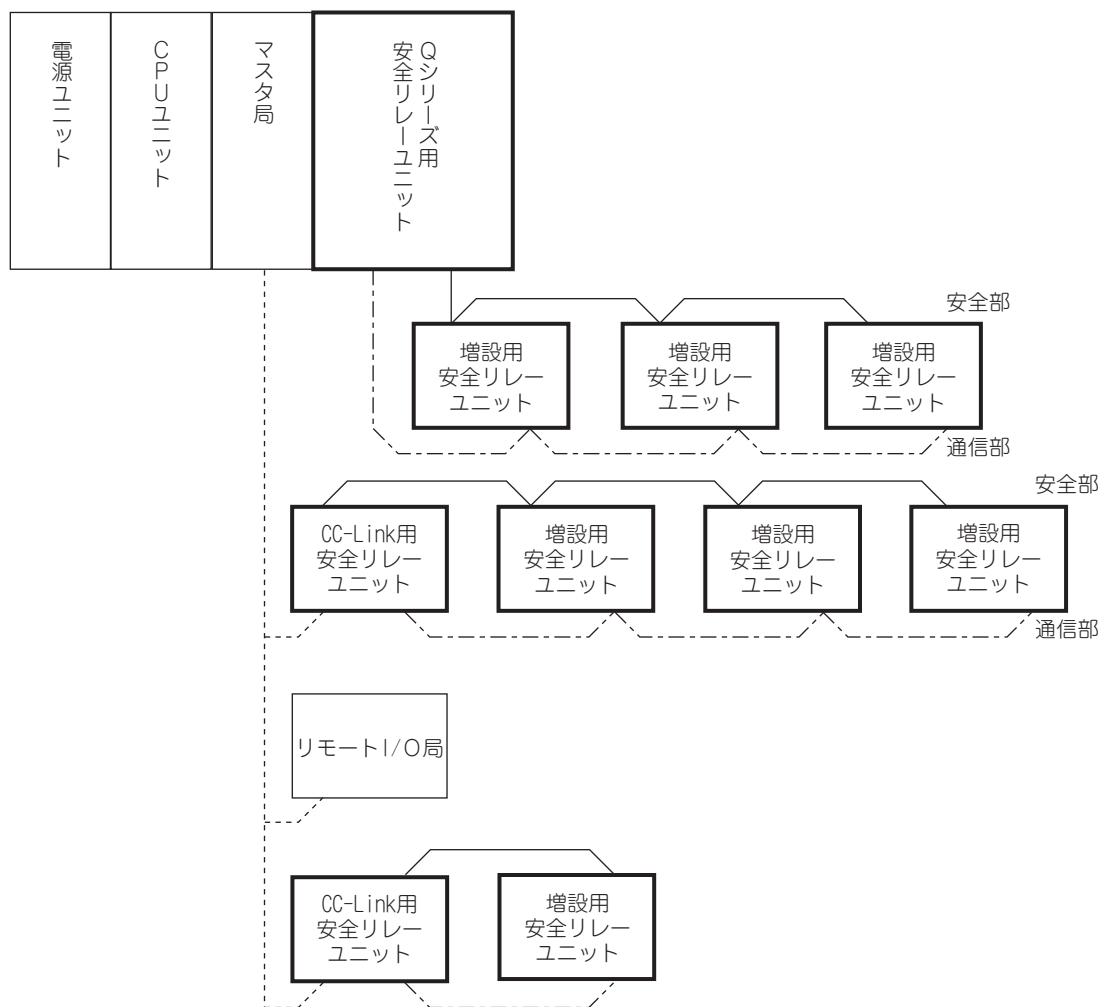 電源ユニット
CPUユニット
マスタ局
Qシリーズ用
安全リレーユニット
安全部
増設用
安全リレー
ユニット
増設用
安全リレー
ユニット
増設用
安全リレー
ユニット
通信部
安全部
CC-Link用
安全リレー
ユニット
増設用
安全リレー
ユニット
増設用
安全リレー
ユニット
増設用
安全リレー
ユニット
通信部
リモートI/O局
CC-Link用
安全リレー
ユニット
増設用
安全リレー
ユニット